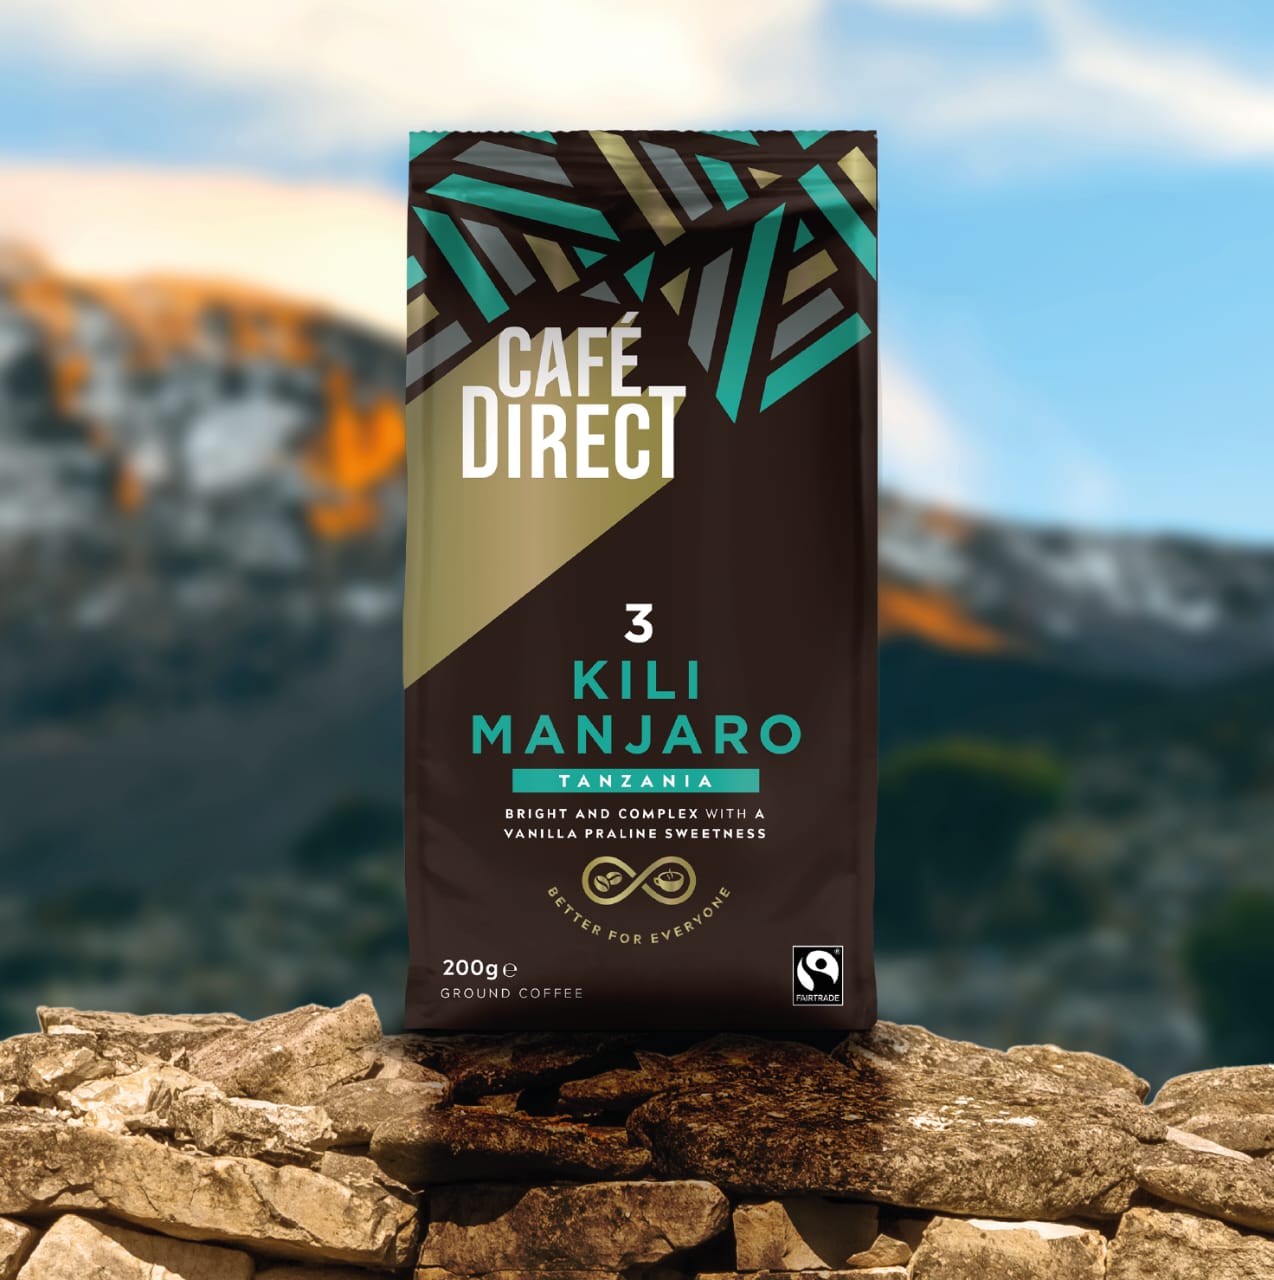 CAFÉ
DIRECT
3
KILI
MANJARO
TANZANIA
BRIGHT AND COMPLEX WITH A
VANILLA PRALINE SWEETNESS
BETTER FOR EVERYONE
200g ℮
GROUND COFFEE
FAIRTRADE